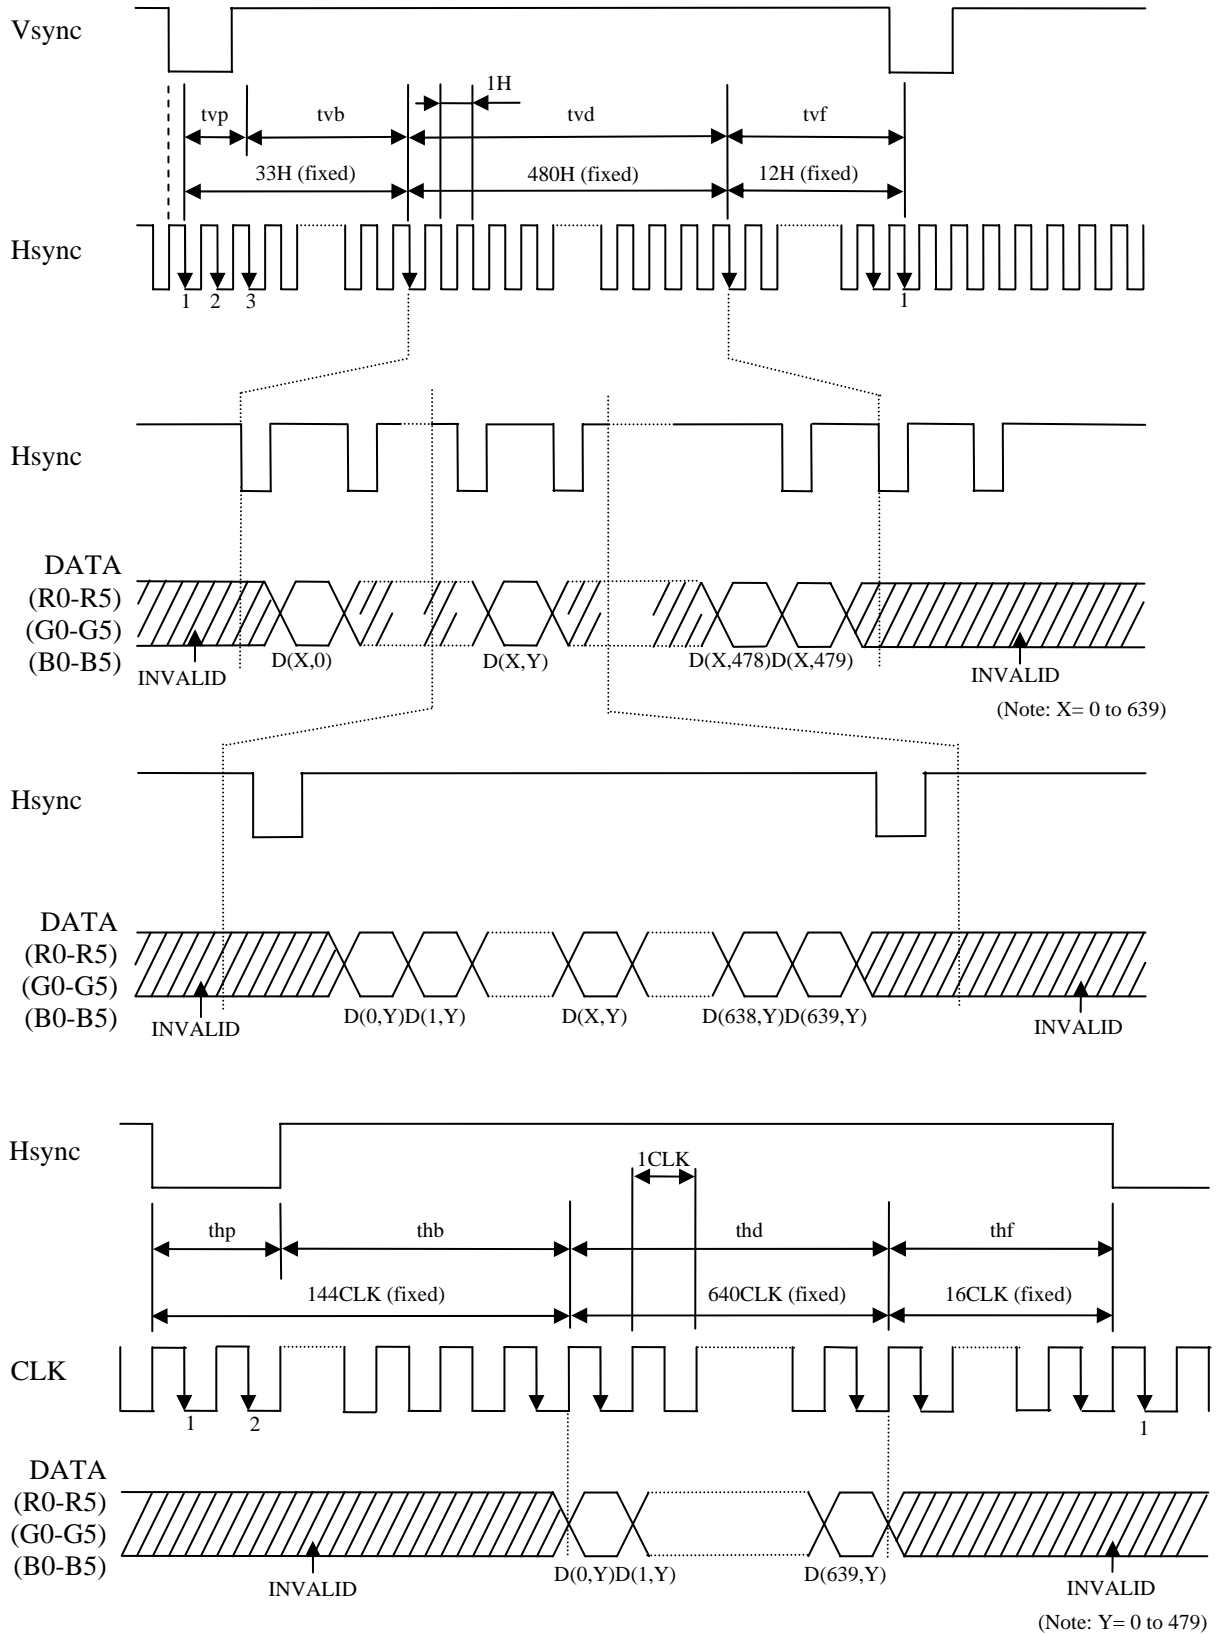 Vsync
1H
tvp
tvb
tvd
tvf
33H (fixed)
480H (fixed)
12H (fixed)
Hsync
1
2
3
1
Hsync
DATA
(R0-R5)
(G0-G5)
(B0-B5)
D(X,0)
D(X,Y)
D(X,478)D(X,479)
INVALID
INVALID
(Note: X= 0 to 639)
Hsync
DATA
(R0-R5)
(G0-G5)
(B0-B5)
INVALID
D(0,Y)D(1,Y)
D(X,Y)
D(638,Y)D(639,Y)
INVALID
Hsync
1CLK
thp
thb
thd
thf
144CLK (fixed)
640CLK (fixed)
16CLK (fixed)
CLK
1
2
1
DATA
(R0-R5)
(G0-G5)
(B0-B5)
INVALID
D(0,Y)D(1,Y)
D(639,Y)
INVALID
(Note: Y= 0 to 479)